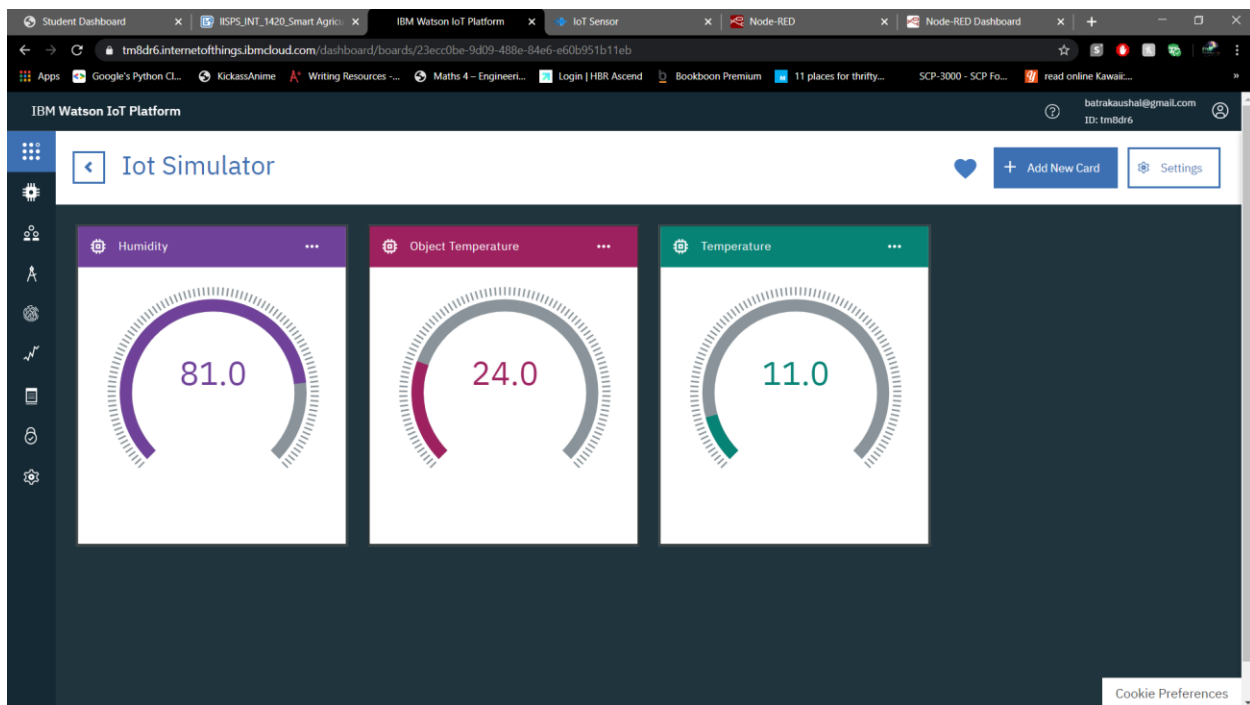 Student Dashboard
IISPS_INT_1420_Smart Agricu
IBM Watson IoT Platform
IoT Sensor
Node-RED
Node-RED Dashboard
tm8dr6.internetofthings.ibmcloud.com/dashboard/boards/23ecc0be-9d09-488e-84e6-e60b951b11eb
Apps
Google's Python Cl...
KickassAnime
Writing Resources -...
Maths 4 – Engineeri...
Login | HBR Ascend
Bookboon Premium
11 places for thrifty...
SCP-3000 - SCP Fo...
read online Kawaii:...
»
IBM Watson IoT Platform
batrakaushal@gmail.com
ID: tm8dr6
Iot Simulator
+ Add New Card
Settings
Humidity
Object Temperature
Temperature
81.0
24.0
11.0
Cookie Preferences